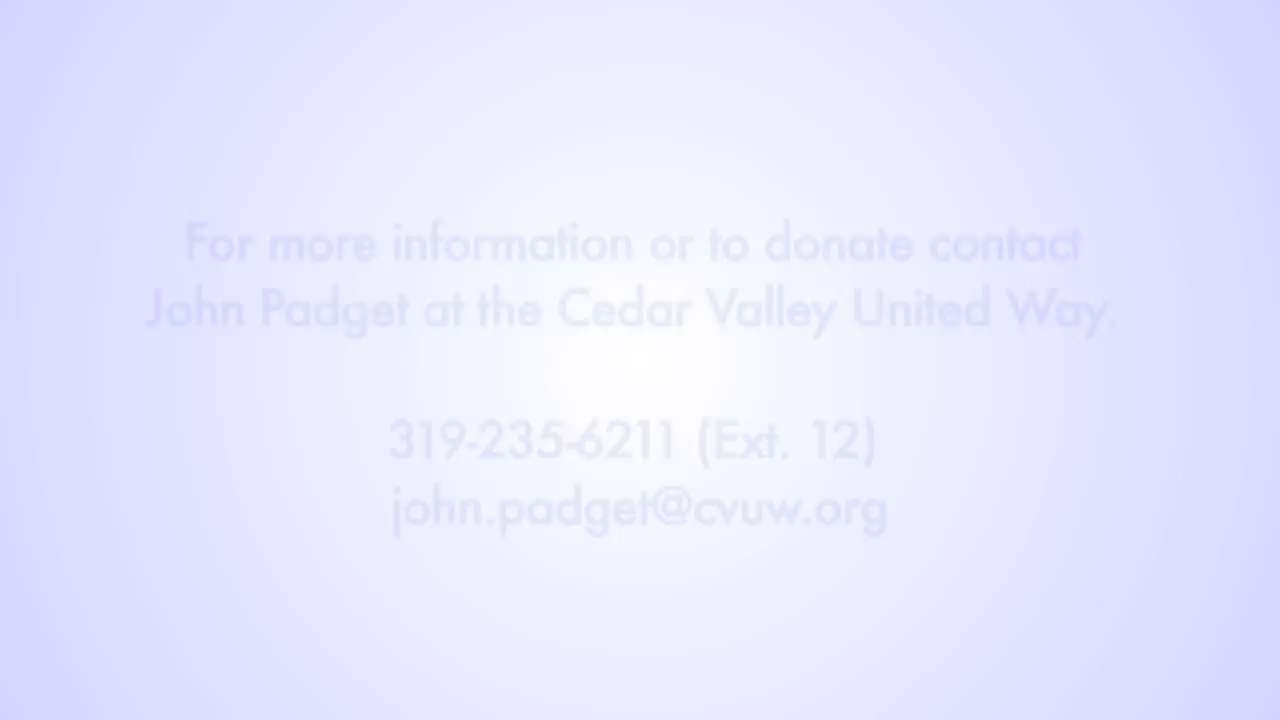 For more information or to donate contact
John Padget at the Cedar Valley United Way.
319-235-6211 (Ext. 12)
john.padget@cvuw.org